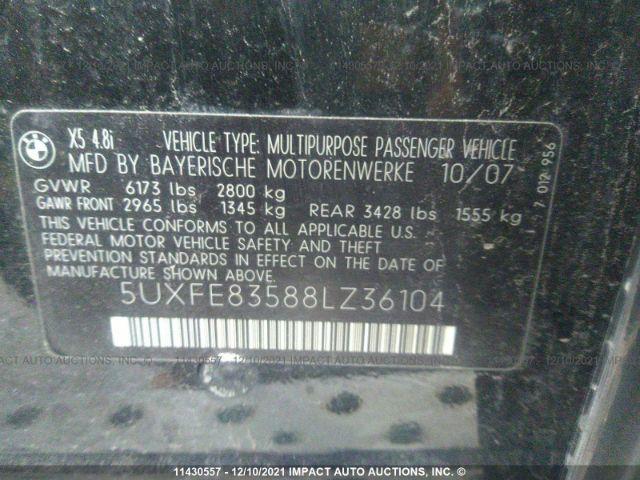 BMW
X5 4.8i VEHICLE TYPE: MULTIPURPOSE PASSENGER VEHICLE
MFD BY BAYERISCHE MOTORENWERKE 10/07
GVWR 6173 lbs 2800 kg
GAWR FRONT 2965 lbs 1345 kg REAR 3428 lbs 1555 kg
THIS VEHICLE CONFORMS TO ALL APPLICABLE U.S.
FEDERAL MOTOR VEHICLE SAFETY AND THEFT
PREVENTION STANDARDS IN EFFECT ON THE DATE OF
MANUFACTURE SHOWN ABOVE.
5UXFE83588LZ36104
7 012 956
11430557 - 12/10/2021 IMPACT AUTO AUCTIONS, LTD.